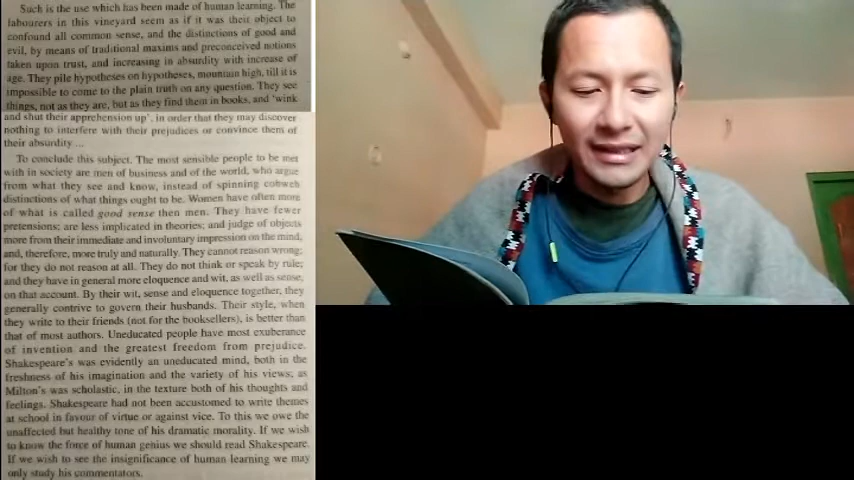 Such is the use which has been made of human learning. The
labourers in this vineyard seem as if it was their object to
confound all common sense, and the distinctions of good and
evil, by means of traditional maxims and preconceived notions
taken upon trust, and increasing in absurdity with increase of
age. They pile hypotheses on hypotheses, mountain high, till it is
impossible to come to the plain truth on any question. They see
things, not as they are, but as they find them in books, and 'wink
and shut their apprehension up', in order that they may discover
nothing to interfere with their prejudices or convince them of
their absurdity ...
To conclude this subject. The most sensible people to be met
with in society are men of business and of the world, who argue
from what they see and know, instead of spinning cobweb
distinctions of what things ought to be. Women have often more
of what is called good sense then men. They have fewer
pretensions; are less implicated in theories; and judge of objects
more from their immediate and involuntary impression on the mind,
and, therefore, more truly and naturally. They cannot reason wrong;
for they do not reason at all. They do not think or speak by rule;
and they have in general more eloquence and wit, as well as sense,
on that account. By their wit, sense and eloquence together, they
generally contrive to govern their husbands. Their style, when
they write to their friends (not for the booksellers), is better than
that of most authors. Uneducated people have most exuberance
of invention and the greatest freedom from prejudice.
Shakespeare's was evidently an uneducated mind, both in the
freshness of his imagination and the variety of his views; as
Milton's was scholastic, in the texture both of his thoughts and
feelings. Shakespeare had not been accustomed to write themes
at school in favour of virtue or against vice. To this we owe the
unaffected but healthy tone of his dramatic morality. If we wish
to know the force of human genius we should read Shakespeare.
If we wish to see the insignificance of human learning we may
only study his commentators.